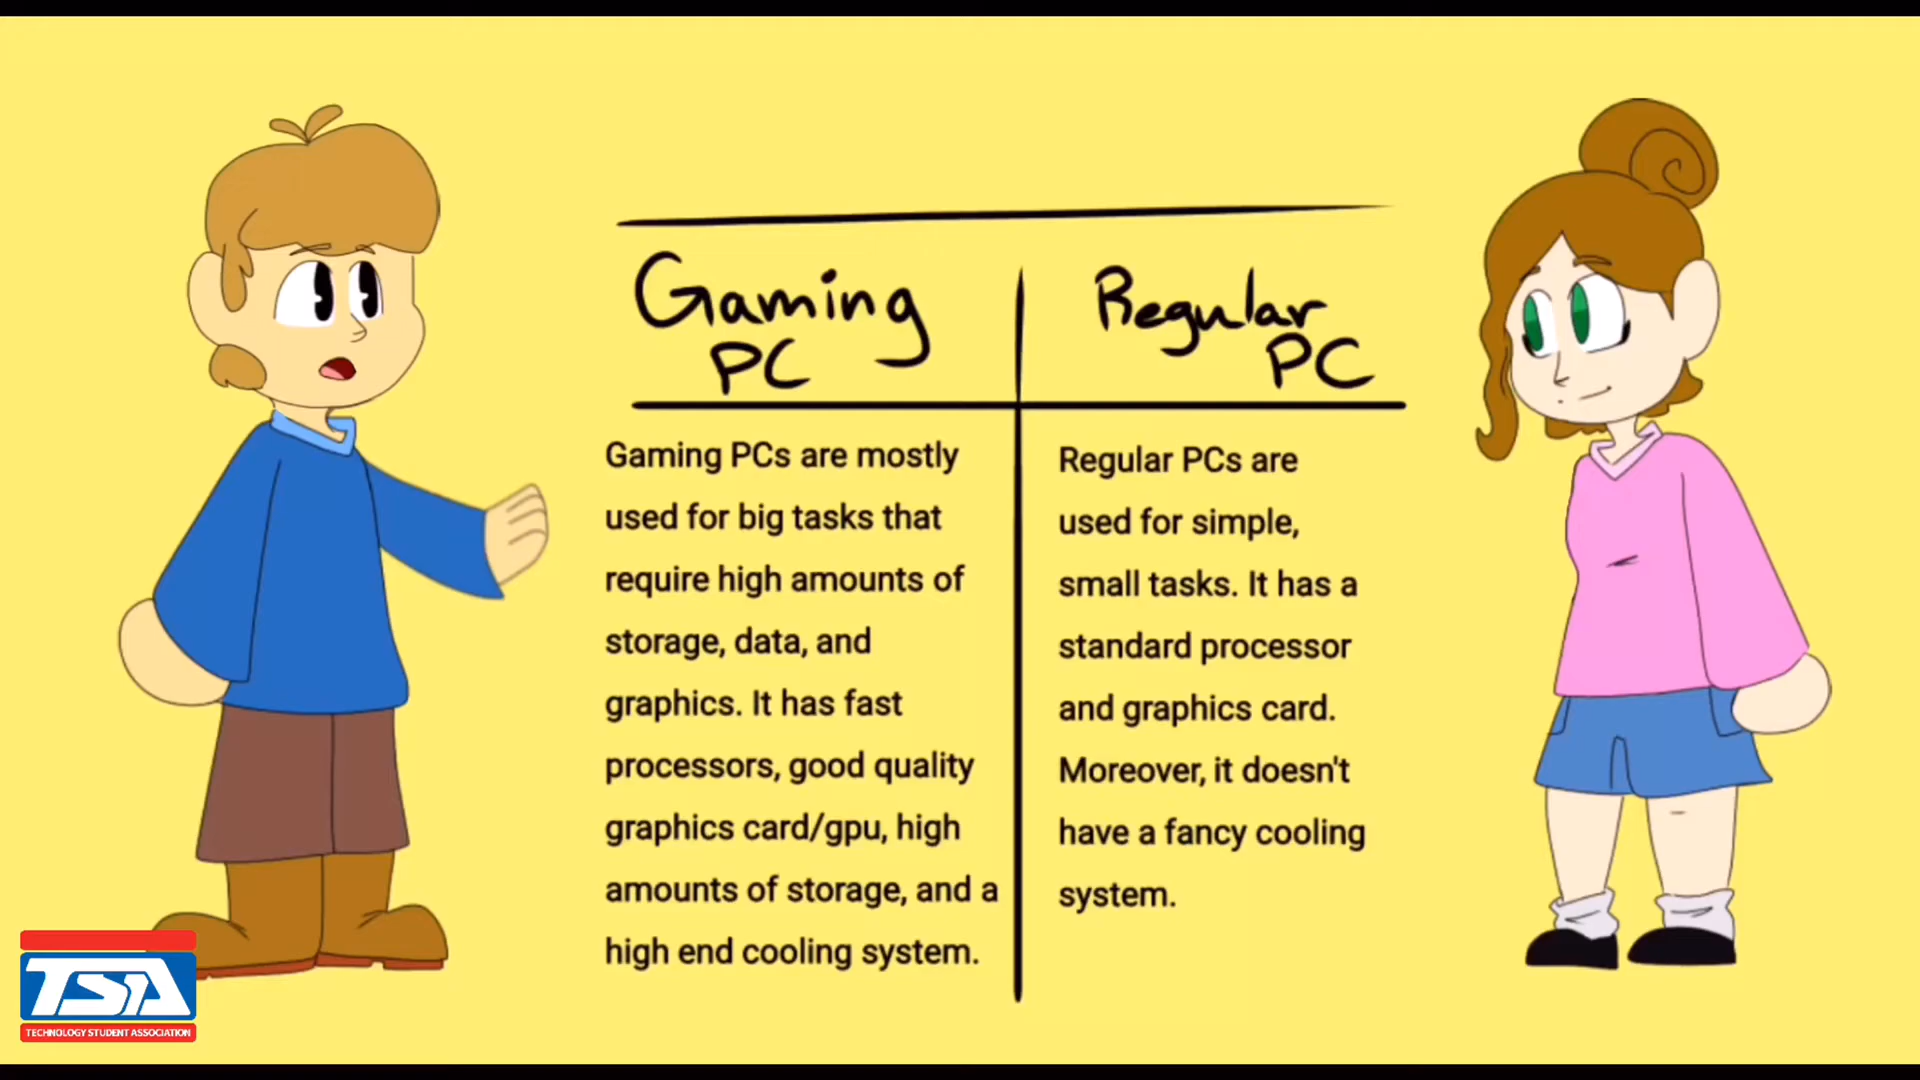 Gaming
PC
Regular
PC
Gaming PCs are mostly
used for big tasks that
require high amounts of
storage, data, and
graphics. It has fast
processors, good quality
graphics card/gpu, high
amounts of storage, and a
high end cooling system.
Regular PCs are
used for simple,
small tasks. It has a
standard processor
and graphics card.
Moreover, it doesn't
have a fancy cooling
system.
TSA
TECHNOLOGY STUDENT ASSOCIATION